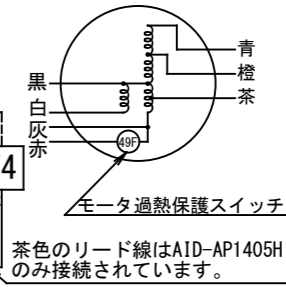 青
橙
茶
黒
白
灰
赤
49F
4
モータ過熱保護スイッチ
茶色のリード線はAID-AP1405H
のみ接続されています。